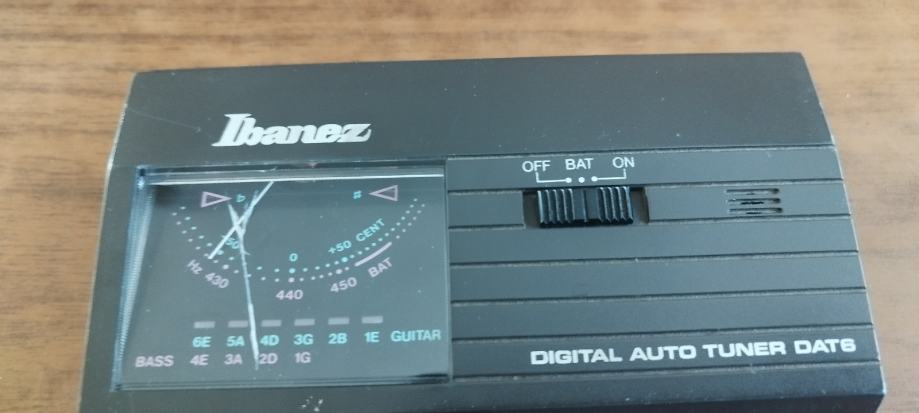 Ibanez
OFF BAT ON
♭ #
50 0 +50 CENT
Hz 430 440 450 BAT
6E 5A 4D 3G 2B 1E GUITAR
BASS 4E 3A 2D 1G
DIGITAL AUTO TUNER DAT6